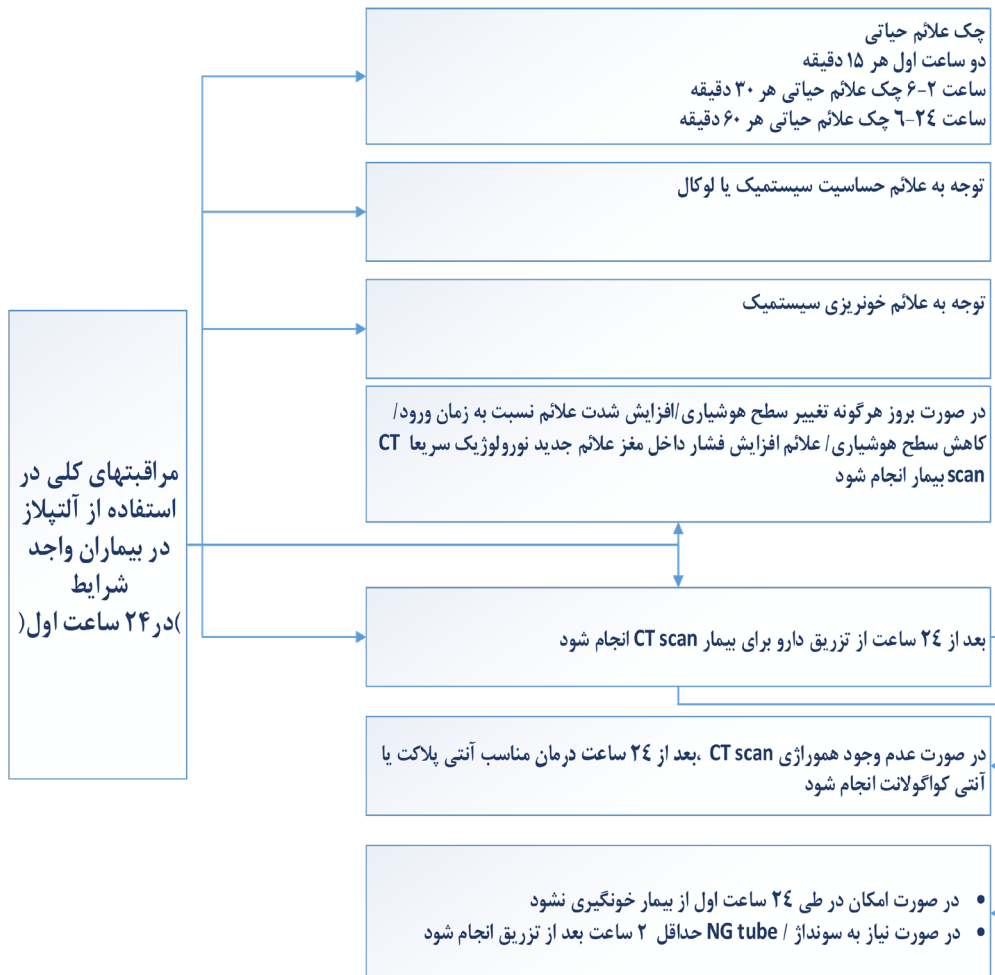 چک علائم حیاتی
دو ساعت اول هر ۱۵ دقیقه
ساعت ۲-۶ چک علائم حیاتی هر ۳۰ دقیقه
ساعت ٢٤-٦ چک علائم حیاتی هر ۶۰ دقیقه
توجه به علائم حساسیت سیستمیک یا لوکال
توجه به علائم خونریزی سیستمیک
در صورت بروز هرگونه تغییر سطح هوشیاری/افزایش شدت علائم نسبت به زمان ورود/
کاهش سطح هوشیاری/ علائم افزایش فشار داخل مغز علائم جدید نورولوژیک سریعا CT
scan بیمار انجام شود
مراقبتهای کلی در
استفاده از آلتپلاز
در بیماران واجد
شرایط
)در۲۴ ساعت اول(
بعد از ٢٤ ساعت از تزریق دارو برای بیمار CT scan انجام شود
در صورت عدم وجود هموراژی CT scan ،بعد از ٢٤ ساعت درمان مناسب آنتی پلاکت یا
آنتی کواگولانت انجام شود
• در صورت امکان در طی ٢٤ ساعت اول از بیمار خونگیری نشود
• در صورت نیاز به سونداژ / NG tube حداقل ۲ ساعت بعد از تزریق انجام شود